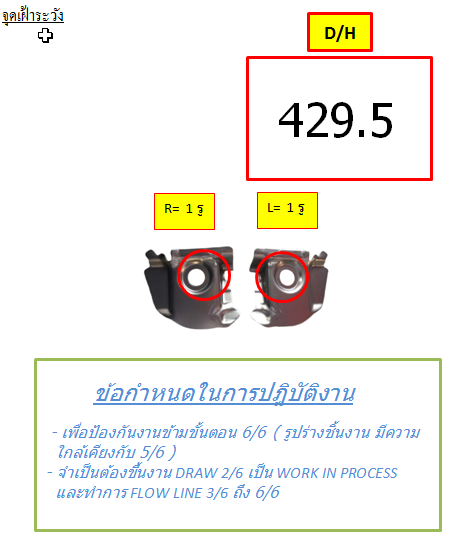 จุดเฝ้าระวัง
D/H
429.5
R= 1 รู
L= 1 รู
ข้อกำหนดในการปฎิบัติงาน
- เพื่อป้องกันงานข้ามขั้นตอน 6/6 ( รูปร่างชิ้นงาน มีความ
ใกล้เคียงกับ 5/6 )
- จำเป็นต้องขึ้นงาน DRAW 2/6 เป็น WORK IN PROCESS
และทำการ FLOW LINE 3/6 ถึง 6/6